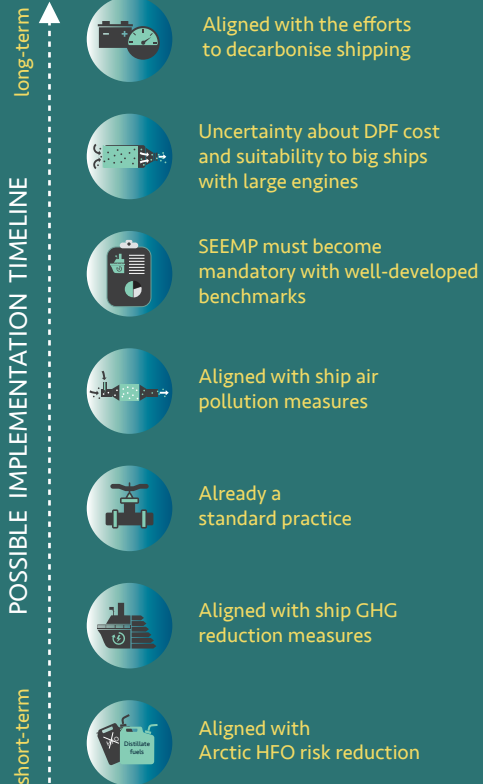 long-term
POSSIBLE IMPLEMENTATION TIMELINE
short-term
Aligned with the efforts
to decarbonise shipping
Uncertainty about DPF cost
and suitability to big ships
with large engines
SEEMP must become
mandatory with well-developed
benchmarks
Aligned with ship air
pollution measures
Already a
standard practice
Aligned with ship GHG
reduction measures
Distillate
fuels
Aligned with
Arctic HFO risk reduction